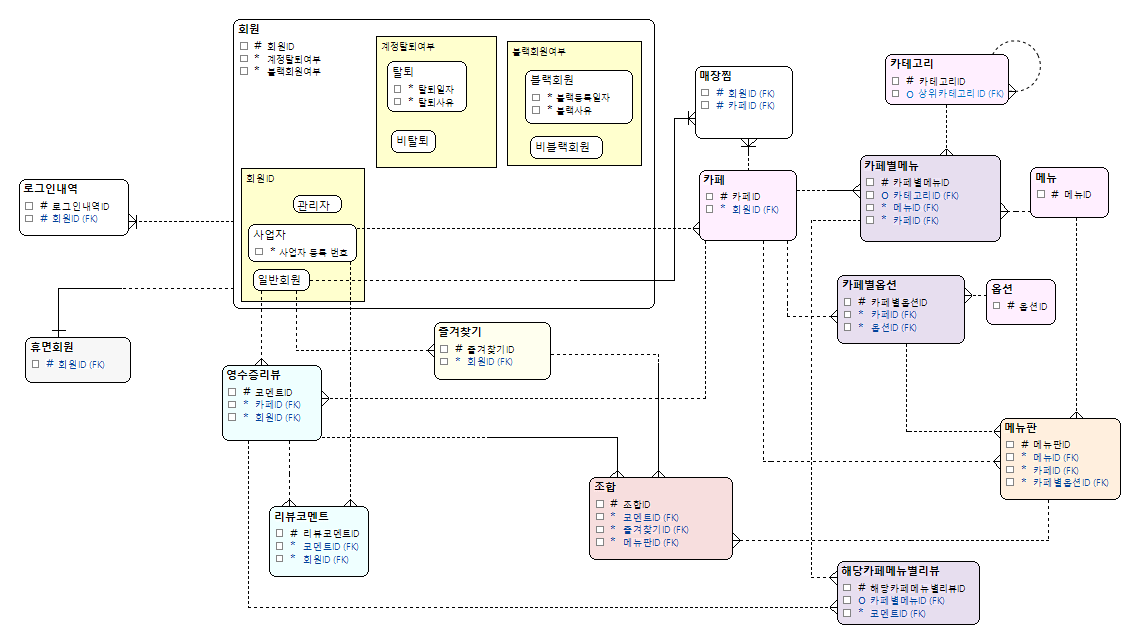 회원
# 회원ID
* 계정탈퇴여부
* 블랙회원여부
계정탈퇴여부
탈퇴
* 탈퇴일자
* 탈퇴사유
비탈퇴
블랙회원여부
블랙회원
* 블랙등록일자
* 블랙사유
비블랙회원
회원ID
관리자
사업자
* 사업자 등록 번호
일반회원
매장찜
# 회원ID (FK)
# 카페ID (FK)
카테고리
# 카테고리ID
O 상위카테고리ID (FK)
로그인내역
# 로그인내역ID
# 회원ID (FK)
카페
# 카페ID
* 회원ID (FK)
카페별메뉴
# 카페별메뉴ID
O 카테고리ID (FK)
* 메뉴ID (FK)
* 카페ID (FK)
메뉴
# 메뉴ID
카페별옵션
# 카페별옵션ID
* 카페ID (FK)
* 옵션ID (FK)
옵션
# 옵션ID
휴면회원
# 회원ID (FK)
즐겨찾기
# 즐겨찾기ID
* 회원ID (FK)
영수증리뷰
# 코멘트ID
* 카페ID (FK)
* 회원ID (FK)
메뉴판
# 메뉴판ID
* 메뉴ID (FK)
* 카페ID (FK)
* 카페별옵션ID (FK)
조합
# 조합ID
* 코멘트ID (FK)
* 즐겨찾기ID (FK)
* 메뉴판ID (FK)
리뷰코멘트
# 리뷰코멘트ID
* 코멘트ID (FK)
* 회원ID (FK)
해당카페메뉴별리뷰
# 해당카페메뉴별리뷰ID
O 카페별메뉴ID (FK)
* 코멘트ID (FK)